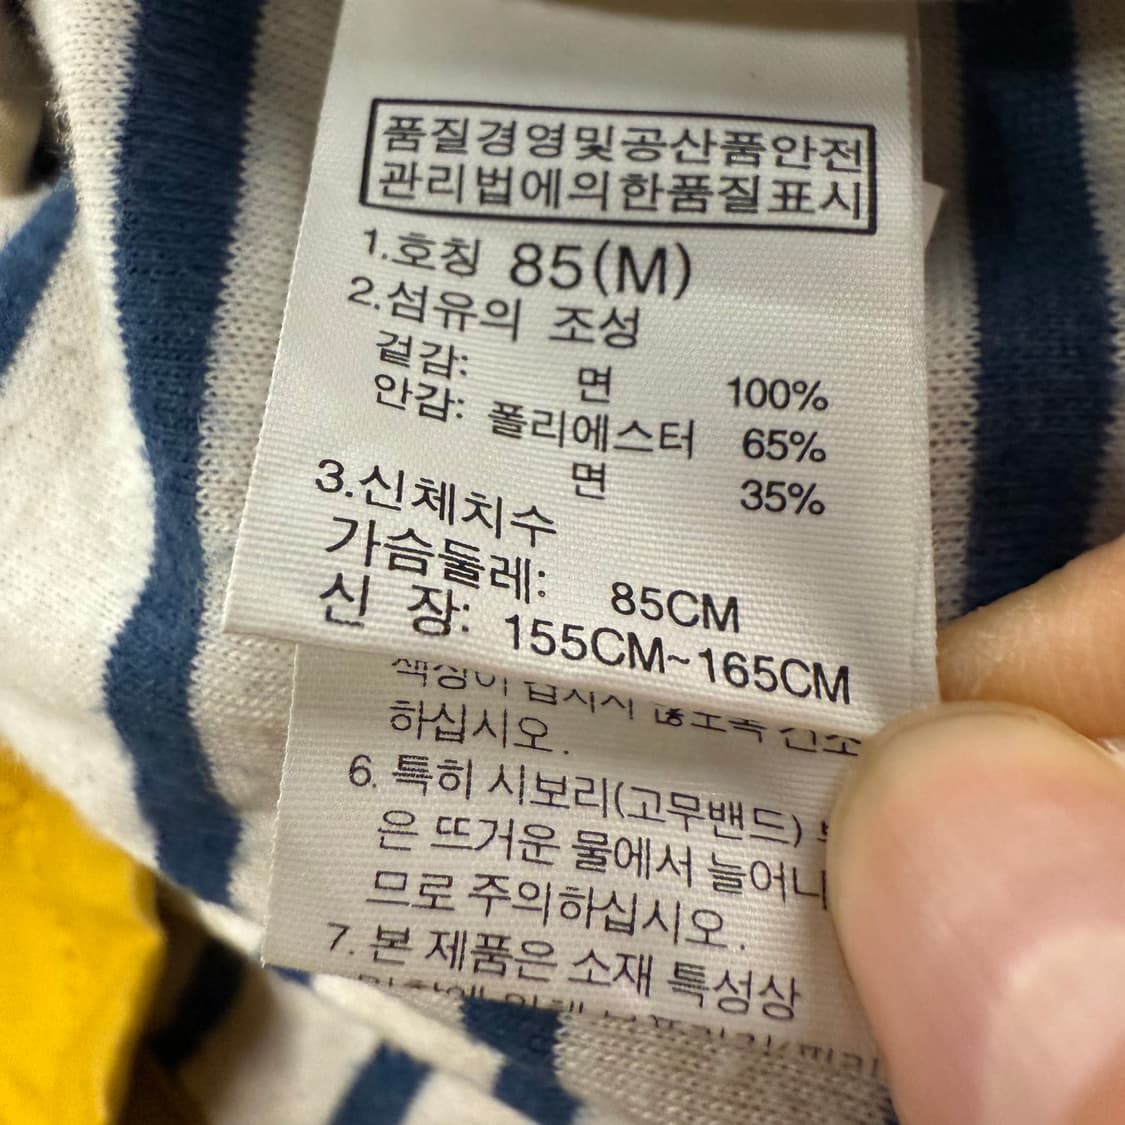 품질경영및공산품안전
관리법에의한품질표시
1.호칭 85(M)
2.섬유의 조성
겉감: 면 100%
안감: 폴리에스터 65%
면 35%
3.신체치수
가슴둘레: 85CM
신 장: 155CM~165CM
하십시오.
6. 특히 시보리(고무밴드)
은 뜨거운 물에서 늘어나
므로 주의하십시오.
7. 본 제품은 소재 특성상